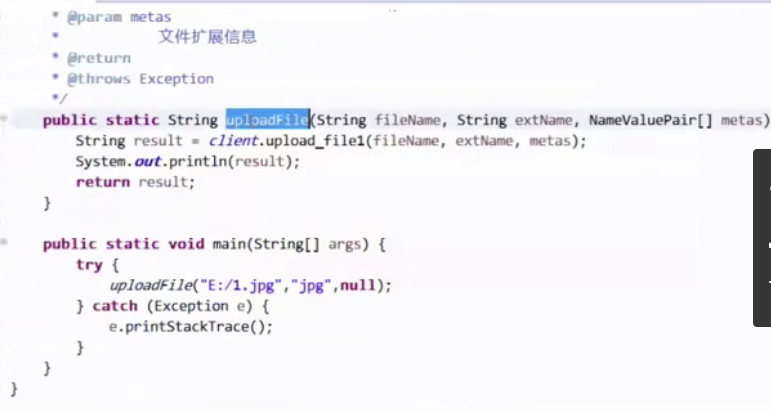 * @param metas
*            文件扩展信息
* @return
* @throws Exception
*/
public static String uploadFile(String fileName, String extName, NameValuePair[] metas)
String result = client.upload_file1(fileName, extName, metas);
System.out.println(result);
return result;
}
public static void main(String[] args) {
try {
uploadFile("E:/1.jpg","jpg",null);
} catch (Exception e) {
e.printStackTrace();
}
}
}